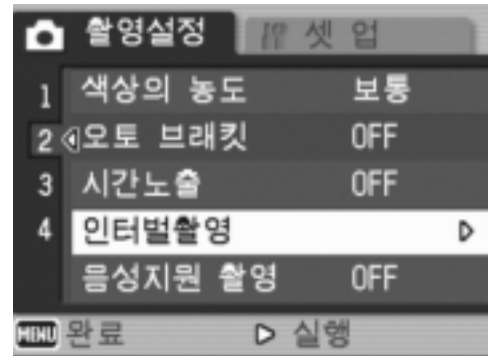 촬영설정 셋 업
1 색상의 농도 보통
2 오토 브래킷 OFF
3 시간노출 OFF
4 인터벌촬영
음성지원 촬영 OFF
MENU 완료 실행